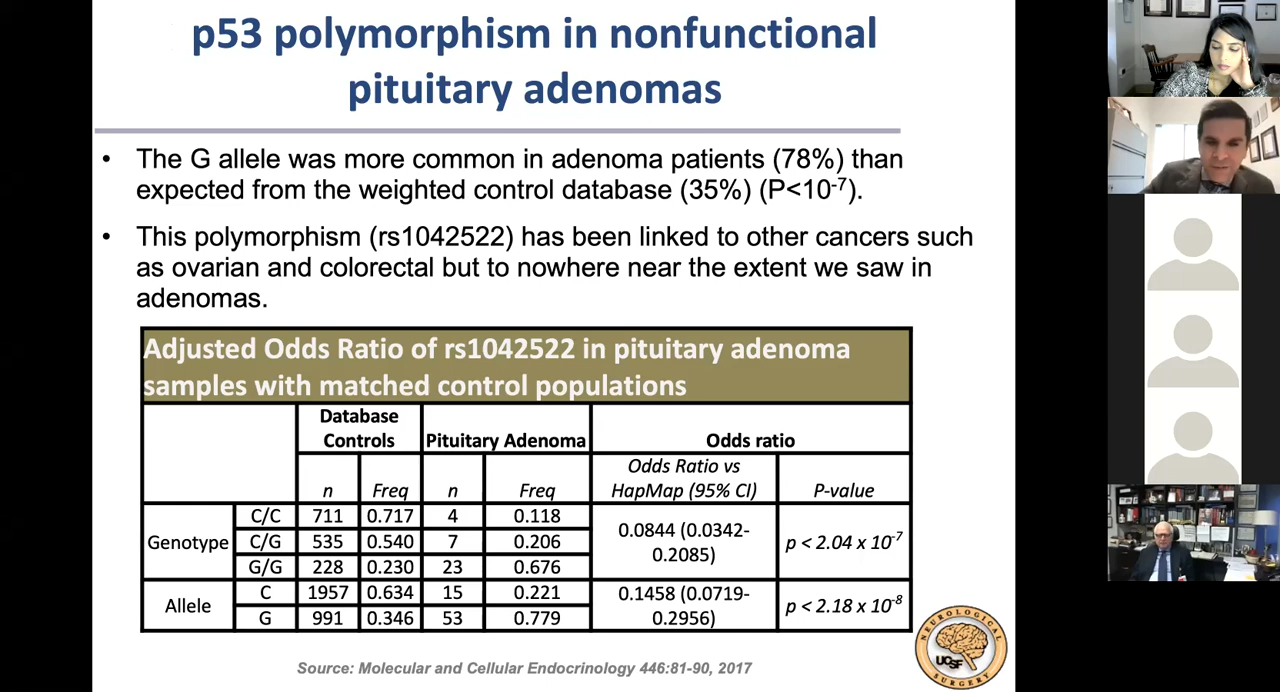 p53 polymorphism in nonfunctional
pituitary adenomas
• The G allele was more common in adenoma patients (78%) than
expected from the weighted control database (35%) (P<10-7).
• This polymorphism (rs1042522) has been linked to other cancers such
as ovarian and colorectal but to nowhere near the extent we saw in
adenomas.
Adjusted Odds Ratio of rs1042522 in pituitary adenoma
samples with matched control populations
Database
Controls Pituitary Adenoma Odds ratio
Odds Ratio vs
n Freq n Freq HapMap (95% CI) P-value
Genotype C/C 711 0.717 4 0.118 0.0844 (0.0342-
0.2085) p < 2.04 x 10-7
C/G 535 0.540 7 0.206
G/G 228 0.230 23 0.676
Allele C 1957 0.634 15 0.221 0.1458 (0.0719-
0.2956) p < 2.18 x 10-8
G 991 0.346 53 0.779
Source: Molecular and Cellular Endocrinology 446:81-90, 2017
NEUROLOGICAL
UCSF
SURGERY